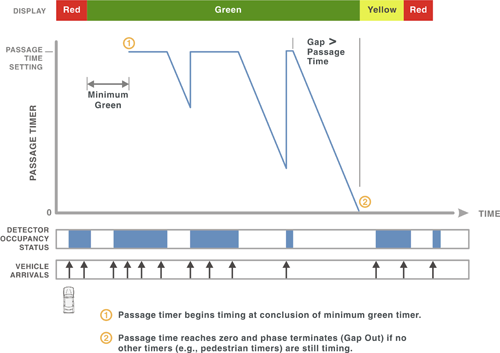 DISPLAY
Red Green Yellow Red
PASSAGE
TIME
SETTING
1
Gap >
Passage
Time
Minimum
Green
PASSAGE TIMER
0
2
TIME
DETECTOR
OCCUPANCY
STATUS
VEHICLE
ARRIVALS
1 Passage timer begins timing at conclusion of minimum green timer.
2 Passage time reaches zero and phase terminates (Gap Out) if no
other timers (e.g., pedestrian timers) are still timing.